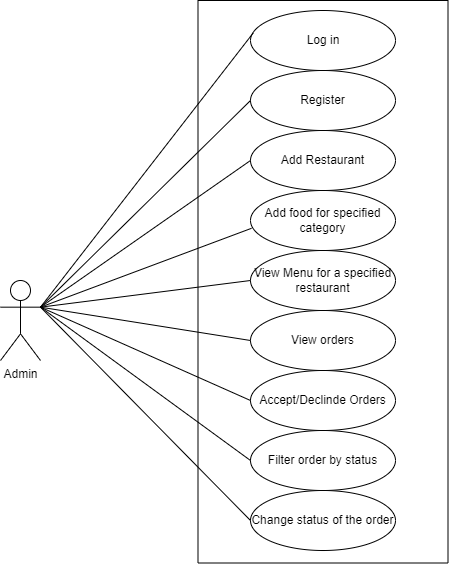 Log in
Register
Add Restaurant
Add food for specified
category
View Menu for a specified
restaurant
View orders
Admin
Accept/Declinde Orders
Filter order by status
Change status of the order